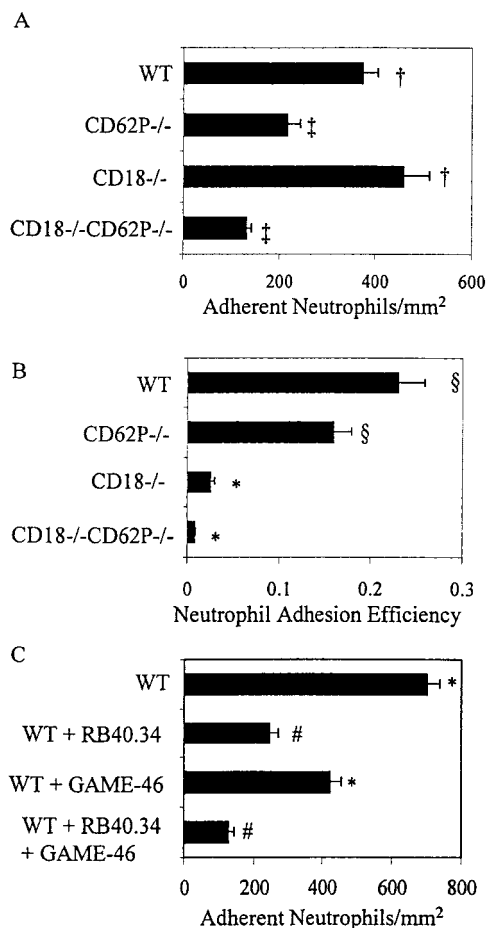 A
WT
†
CD62P-/-
‡
CD18-/-
†
CD18-/-CD62P-/-
‡
0 200 400 600
Adherent Neutrophils/mm²
B
WT
§
CD62P-/-
§
CD18-/-
*
CD18-/-CD62P-/-
*
0 0.1 0.2 0.3
Neutrophil Adhesion Efficiency
C
WT
*
WT + RB40.34
#
WT + GAME-46
*
WT + RB40.34
+ GAME-46
#
0 200 400 600 800
Adherent Neutrophils/mm²